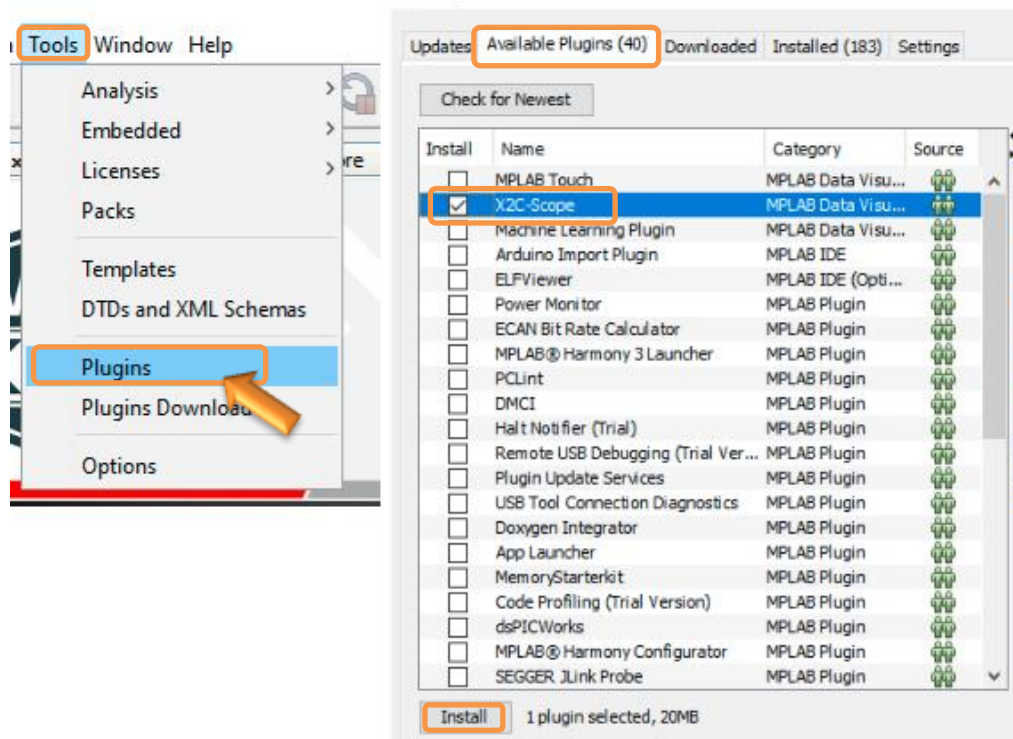 Tools Window Help
Analysis
Embedded
Licenses
Packs
Templates
DTDs and XML Schemas
Plugins
Plugins Download
Options
re
Updates Available Plugins (40) Downloaded Installed (183) Settings
Check for Newest
Install Name Category Source
MPLAB Touch MPLAB Data Visu...
X2C-Scope MPLAB Data Visu...
Machine Learning Plugin MPLAB Data Visu...
Arduino Import Plugin MPLAB IDE
ELFViewer MPLAB IDE (Opti...
Power Monitor MPLAB Plugin
ECAN Bit Rate Calculator MPLAB Plugin
MPLAB® Harmony 3 Launcher MPLAB Plugin
PCLint MPLAB Plugin
DMCI MPLAB Plugin
Halt Notifier (Trial) MPLAB Plugin
Remote USB Debugging (Trial Ver... MPLAB Plugin
Plugin Update Services MPLAB Plugin
USB Tool Connection Diagnostics MPLAB Plugin
Doxygen Integrator MPLAB Plugin
App Launcher MPLAB Plugin
MemoryStarterkit MPLAB Plugin
Code Profiling (Trial Version) MPLAB Plugin
dsPICWorks MPLAB Plugin
MPLAB® Harmony Configurator MPLAB Plugin
SEGGER JLink Probe MPLAB Plugin
Install 1 plugin selected, 20MB